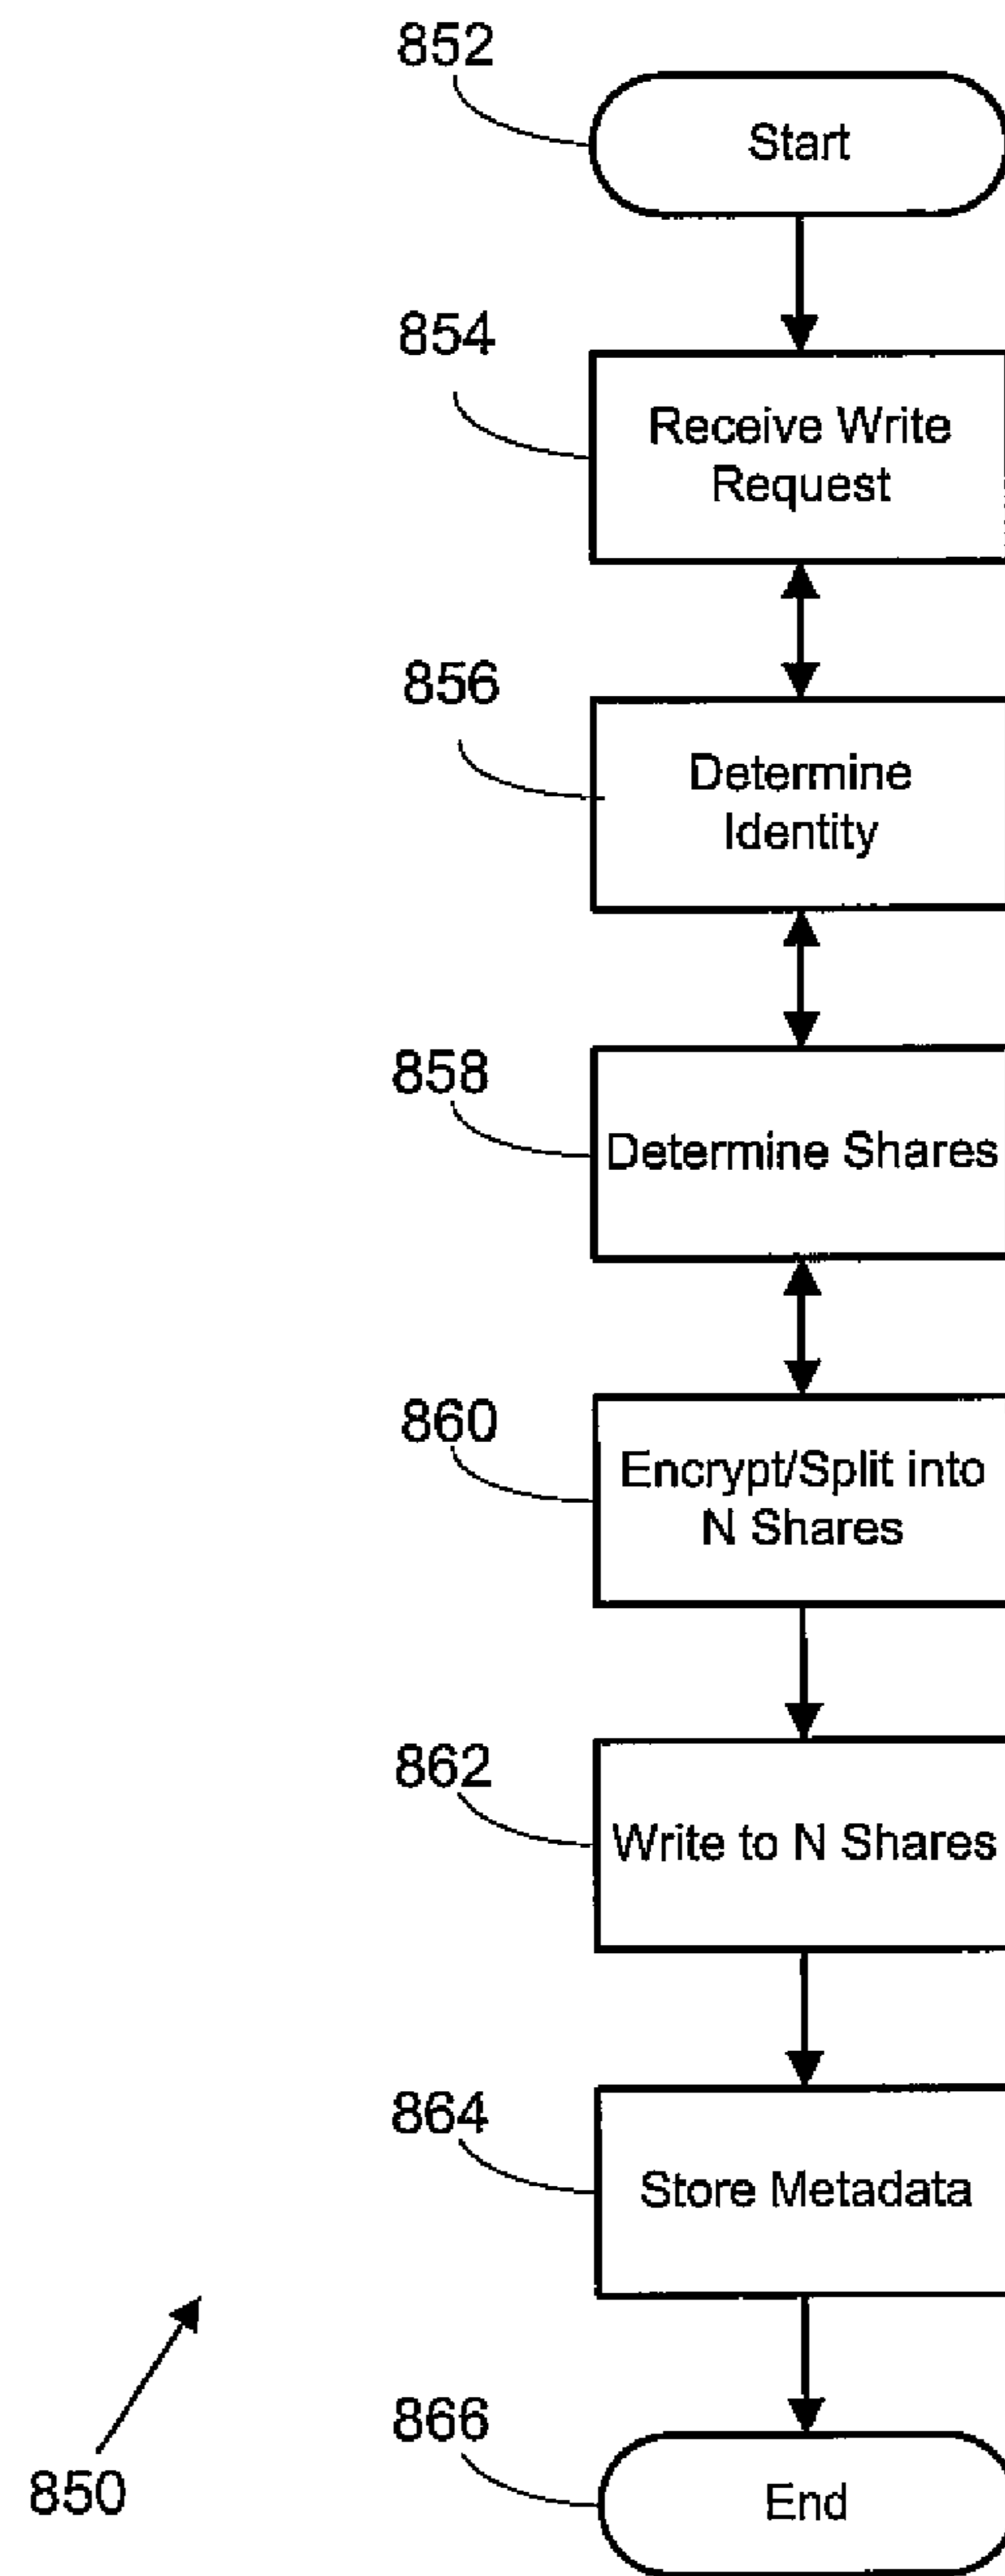 852
Start
854
Receive Write
Request
856
Determine
Identity
858
Determine Shares
860
Encrypt/Split into
N Shares
862
Write to N Shares
864
Store Metadata
866
End
850